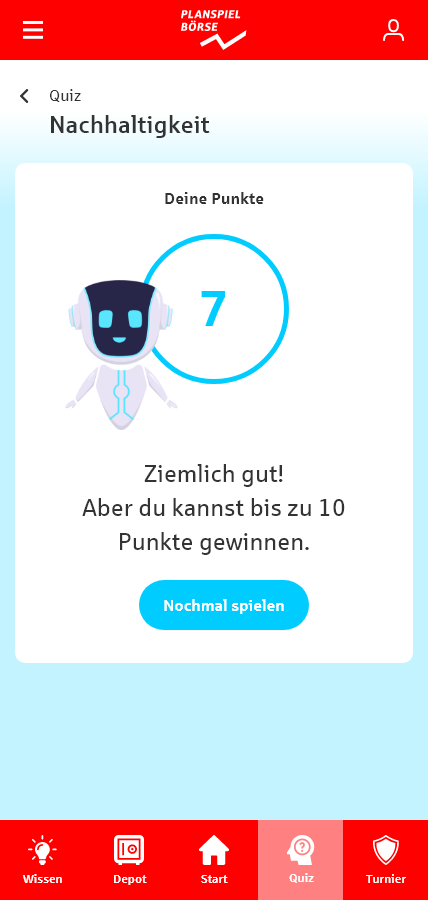 PLANSPIEL
BÖRSE
Quiz
Nachhaltigkeit
Deine Punkte
7
Ziemlich gut!
Aber du kannst bis zu 10
Punkte gewinnen.
Nochmal spielen
Wissen
Depot
Start
Quiz
Turnier